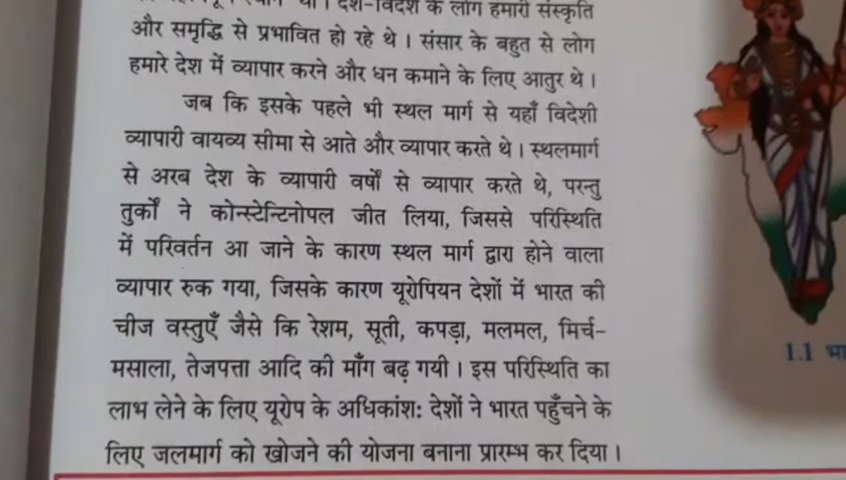 के लोग हमारी संस्कृति
और समृद्धि से प्रभावित हो रहे थे । संसार के बहुत से लोग
हमारे देश में व्यापार करने और धन कमाने के लिए आतुर थे ।
जब कि इसके पहले भी स्थल मार्ग से यहाँ विदेशी
व्यापारी वायव्य सीमा से आते और व्यापार करते थे । स्थलमार्ग
से अरब देश के व्यापारी वर्षों से व्यापार करते थे, परन्तु
तुर्कों ने कोन्स्टेन्टिनोपल जीत लिया, जिससे परिस्थिति
में परिवर्तन आ जाने के कारण स्थल मार्ग द्वारा होने वाला
व्यापार रुक गया, जिसके कारण यूरोपियन देशों में भारत की
चीज वस्तुएँ जैसे कि रेशम, सूती, कपड़ा, मलमल, मिर्च-
मसाला, तेजपत्ता आदि की माँग बढ़ गयी । इस परिस्थिति का
लाभ लेने के लिए यूरोप के अधिकांश: देशों ने भारत पहुँचने के
लिए जलमार्ग को खोजने की योजना बनाना प्रारम्भ कर दिया ।
1.1